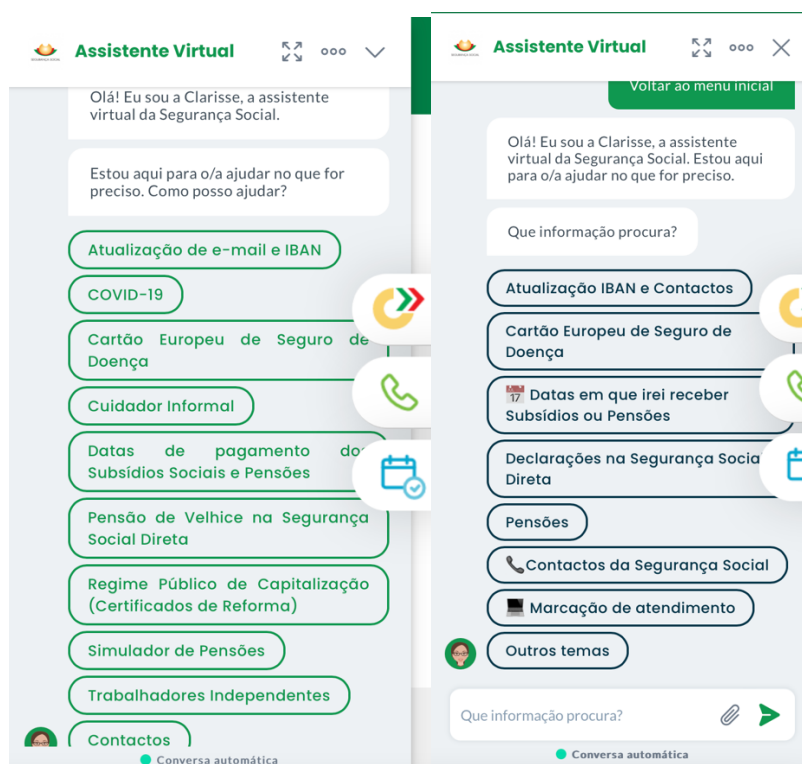 Assistente Virtual
Olá! Eu sou a Clarisse, a assistente
virtual da Segurança Social.
Estou aqui para o/a ajudar no que for
preciso. Como posso ajudar?
Atualização de e-mail e IBAN
COVID-19
Cartão Europeu de Seguro de
Doença
Cuidador Informal
Datas de pagamento dos
Subsídios Sociais e Pensões
Pensão de Velhice na Segurança
Social Direta
Regime Público de Capitalização
(Certificados de Reforma)
Simulador de Pensões
Trabalhadores Independentes
Contactos
Conversa automática
Assistente Virtual
Voltar ao menu inicial
Olá! Eu sou a Clarisse, a assistente
virtual da Segurança Social. Estou aqui
para o/a ajudar no que for preciso.
Que informação procura?
Atualização IBAN e Contactos
Cartão Europeu de Seguro de
Doença
17 Datas em que irei receber
Subsídios ou Pensões
Declarações na Segurança Social
Direta
Pensões
Contactos da Segurança Social
Marcação de atendimento
Outros temas
Que informação procura?
Conversa automática